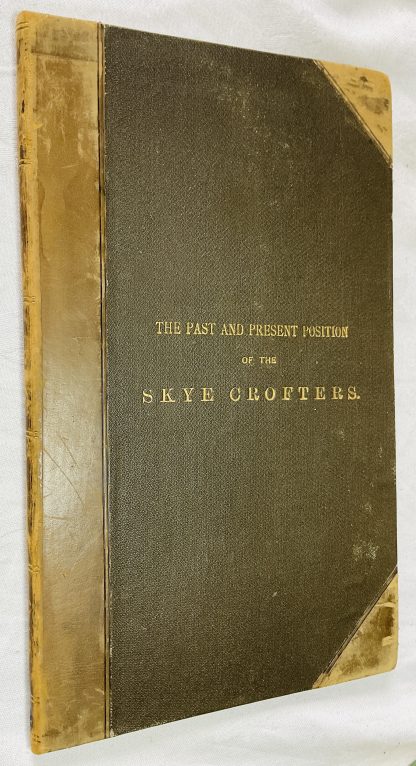 THE PAST AND PRESENT POSITION
OF THE
SKYE CROFTERS.